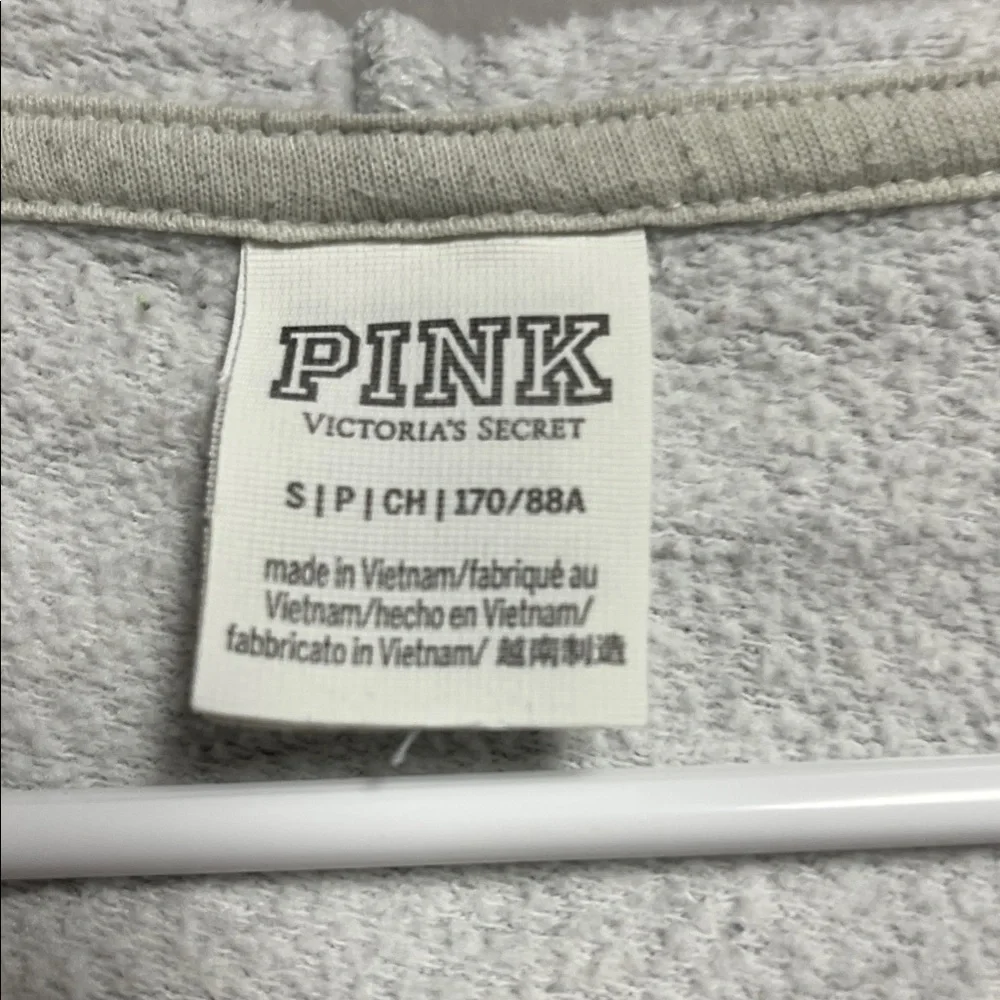 PINK
VICTORIA'S SECRET
S | P | CH | 170/88A
made in Vietnam/fabriqué au
Vietnam/hecho en Vietnam/
fabbricato in Vietnam/ 越南制造